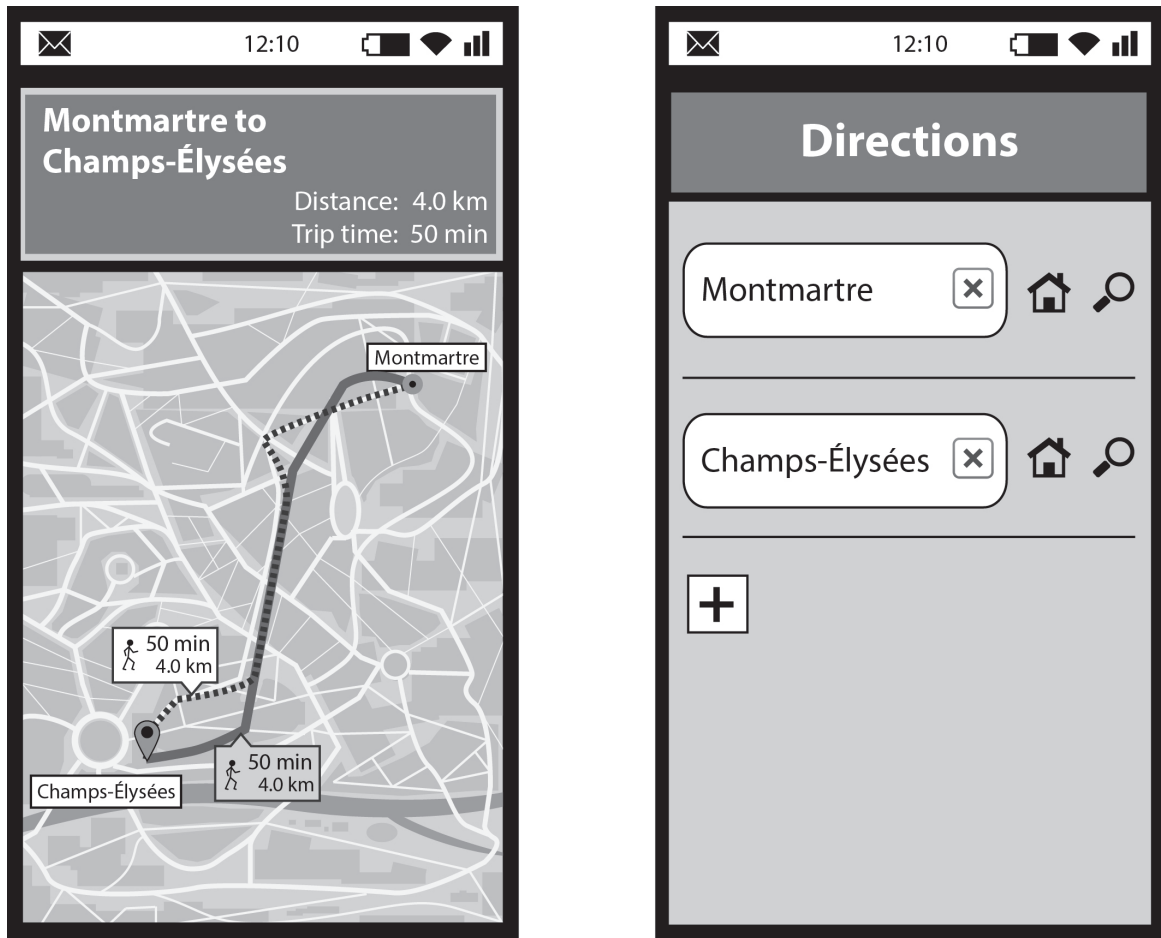 12:10
Montmartre to
Champs-Élysées
Distance: 4.0 km
Trip time: 50 min
Montmartre
50 min
4.0 km
50 min
4.0 km
Champs-Élysées
12:10
Directions
Montmartre
Champs-Élysées